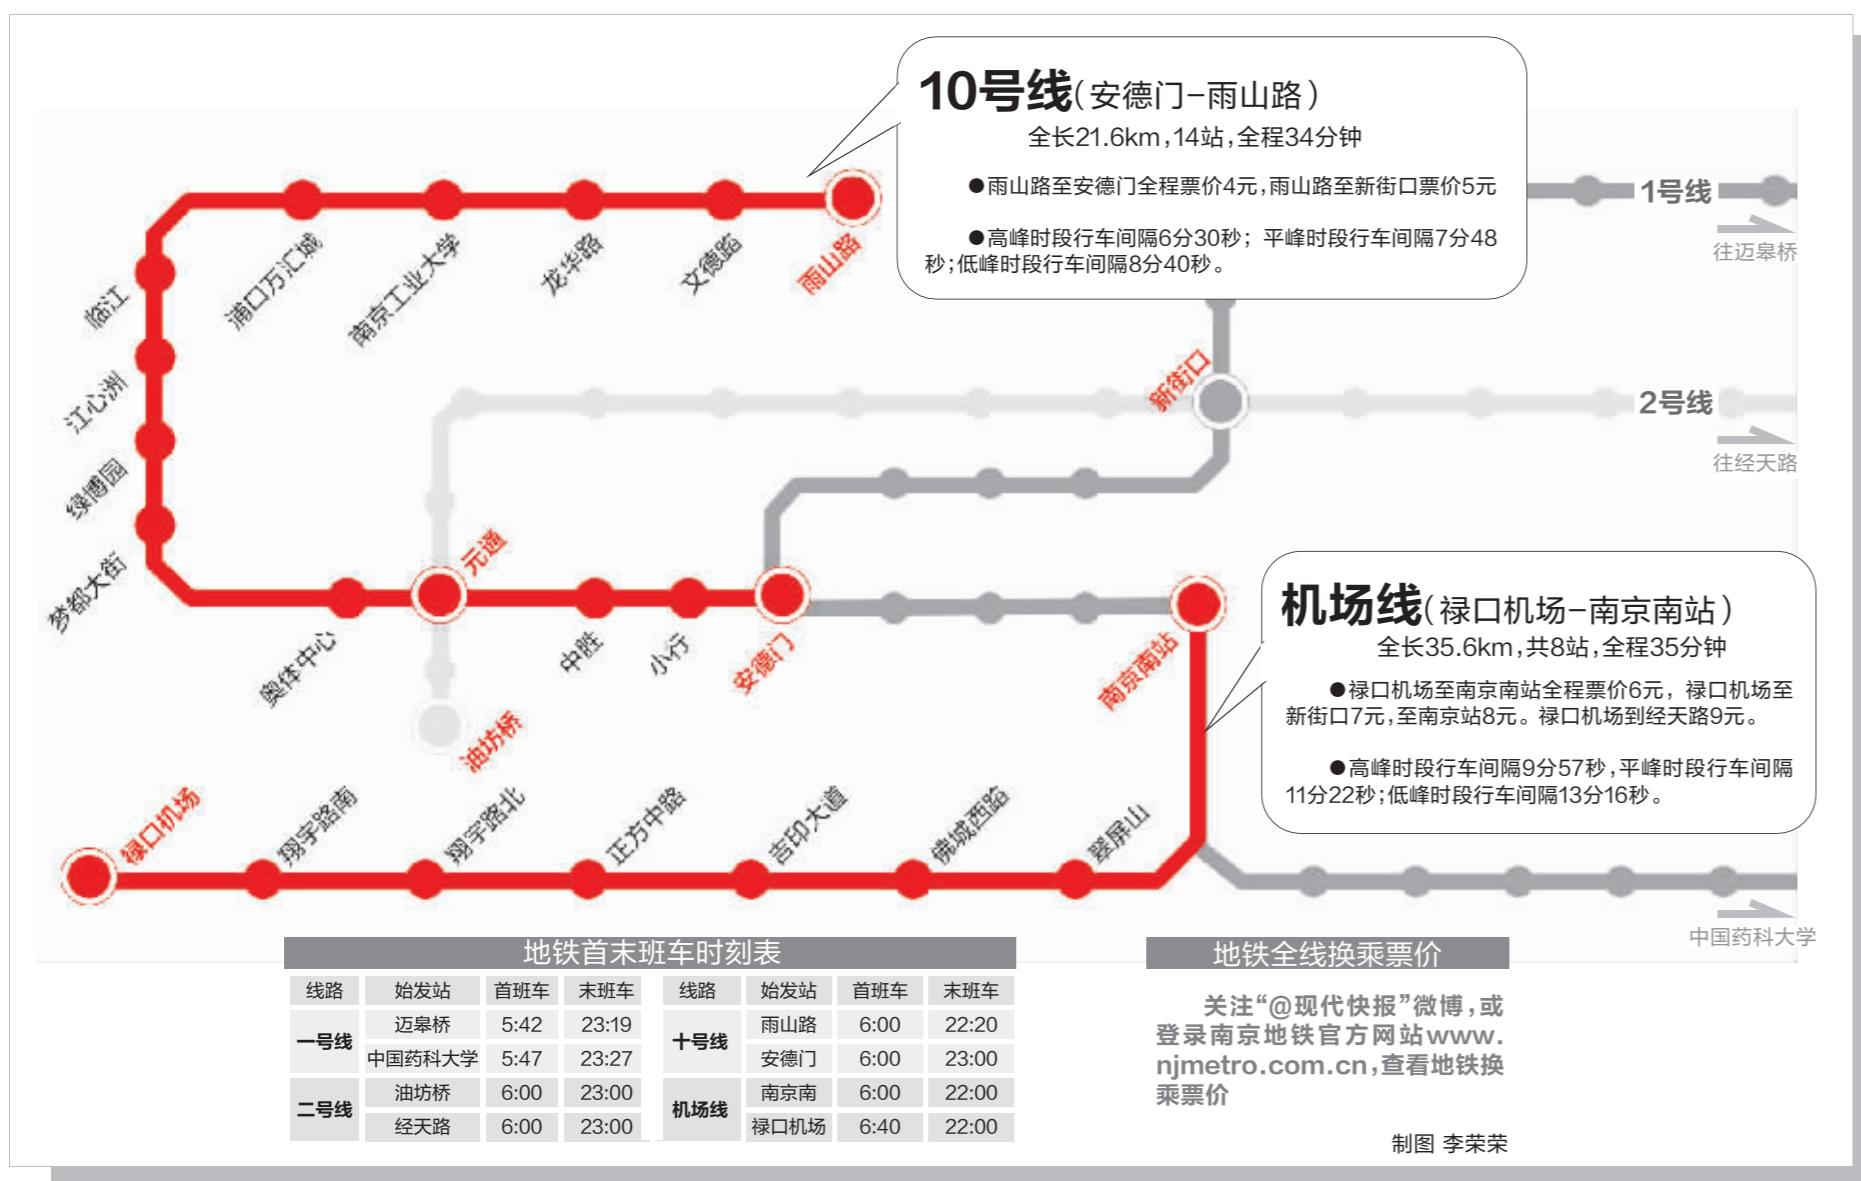 10号线(安德门-雨山路)
全长21.6km,14站,全程34分钟
●雨山路至安德门全程票价4元,雨山路至新街口票价5元
●高峰时段行车间隔6分30秒; 平峰时段行车间隔7分48
秒;低峰时段行车间隔8分40秒。
1号线
往迈皋桥
浦口万汇城
南京工业大学
龙华路
文德路
雨山路
临江
江心洲
绿博园
梦都大街
新街口
2号线
往经天路
元通
奥体中心
中胜
小行
安德门
南京南站
油坊桥
机场线(禄口机场-南京南站)
全长35.6km,共8站,全程35分钟
●禄口机场至南京南站全程票价6元, 禄口机场至
新街口7元,至南京站8元。禄口机场到经天路9元。
●高峰时段行车间隔9分57秒,平峰时段行车间隔
11分22秒;低峰时段行车间隔13分16秒。
禄口机场
翔宇路南
翔宇路北
正方中路
吉印大道
佛城西路
翠屏山
中国药科大学
地铁首末班车时刻表
线路 始发站 首班车 末班车 线路 始发站 首班车 末班车
一号线 迈皋桥 5:42 23:19 十号线 雨山路 6:00 22:20
中国药科大学 5:47 23:27 安德门 6:00 23:00
二号线 油坊桥 6:00 23:00 机场线 南京南 6:00 22:00
经天路 6:00 23:00 禄口机场 6:40 22:00
地铁全线换乘票价
关注“@现代快报”微博,或
登录南京地铁官方网站www.
njmetro.com.cn,查看地铁换
乘票价
制图 李荣荣